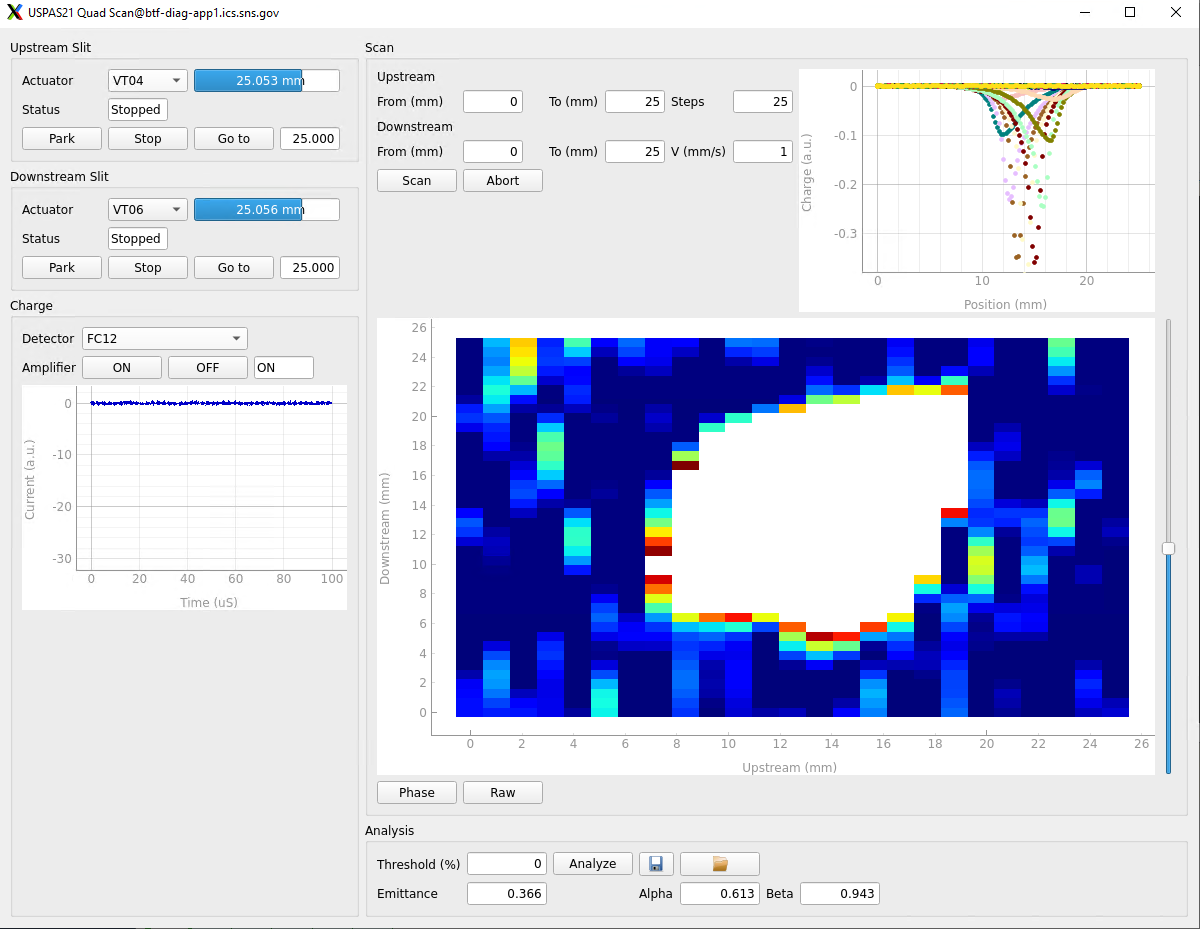 USPAS21 Quad Scan@btf-diag-app1.ics.sns.gov
Upstream Slit
Actuator VT04 25.053 mm
Status Stopped
Park Stop Go to 25.000
Downstream Slit
Actuator VT06 25.056 mm
Status Stopped
Park Stop Go to 25.000
Charge
Detector FC12
Amplifier ON OFF ON
0
-10
-20
-30
Current (a.u.)
0 20 40 60 80 100
Time (uS)
Scan
Upstream
From (mm) 0 To (mm) 25 Steps 25
Downstream
From (mm) 0 To (mm) 25 V (mm/s) 1
Scan Abort
0
-0.1
-0.2
-0.3
Charge (a.u.)
0 10 20
Position (mm)
26
24
22
20
18
16
14
12
10
8
6
4
2
0
Downstream (mm)
0 2 4 6 8 10 12 14 16 18 20 22 24 26
Upstream (mm)
Phase Raw
Analysis
Threshold (%) 0 Analyze
Emittance 0.366 Alpha 0.613 Beta 0.943